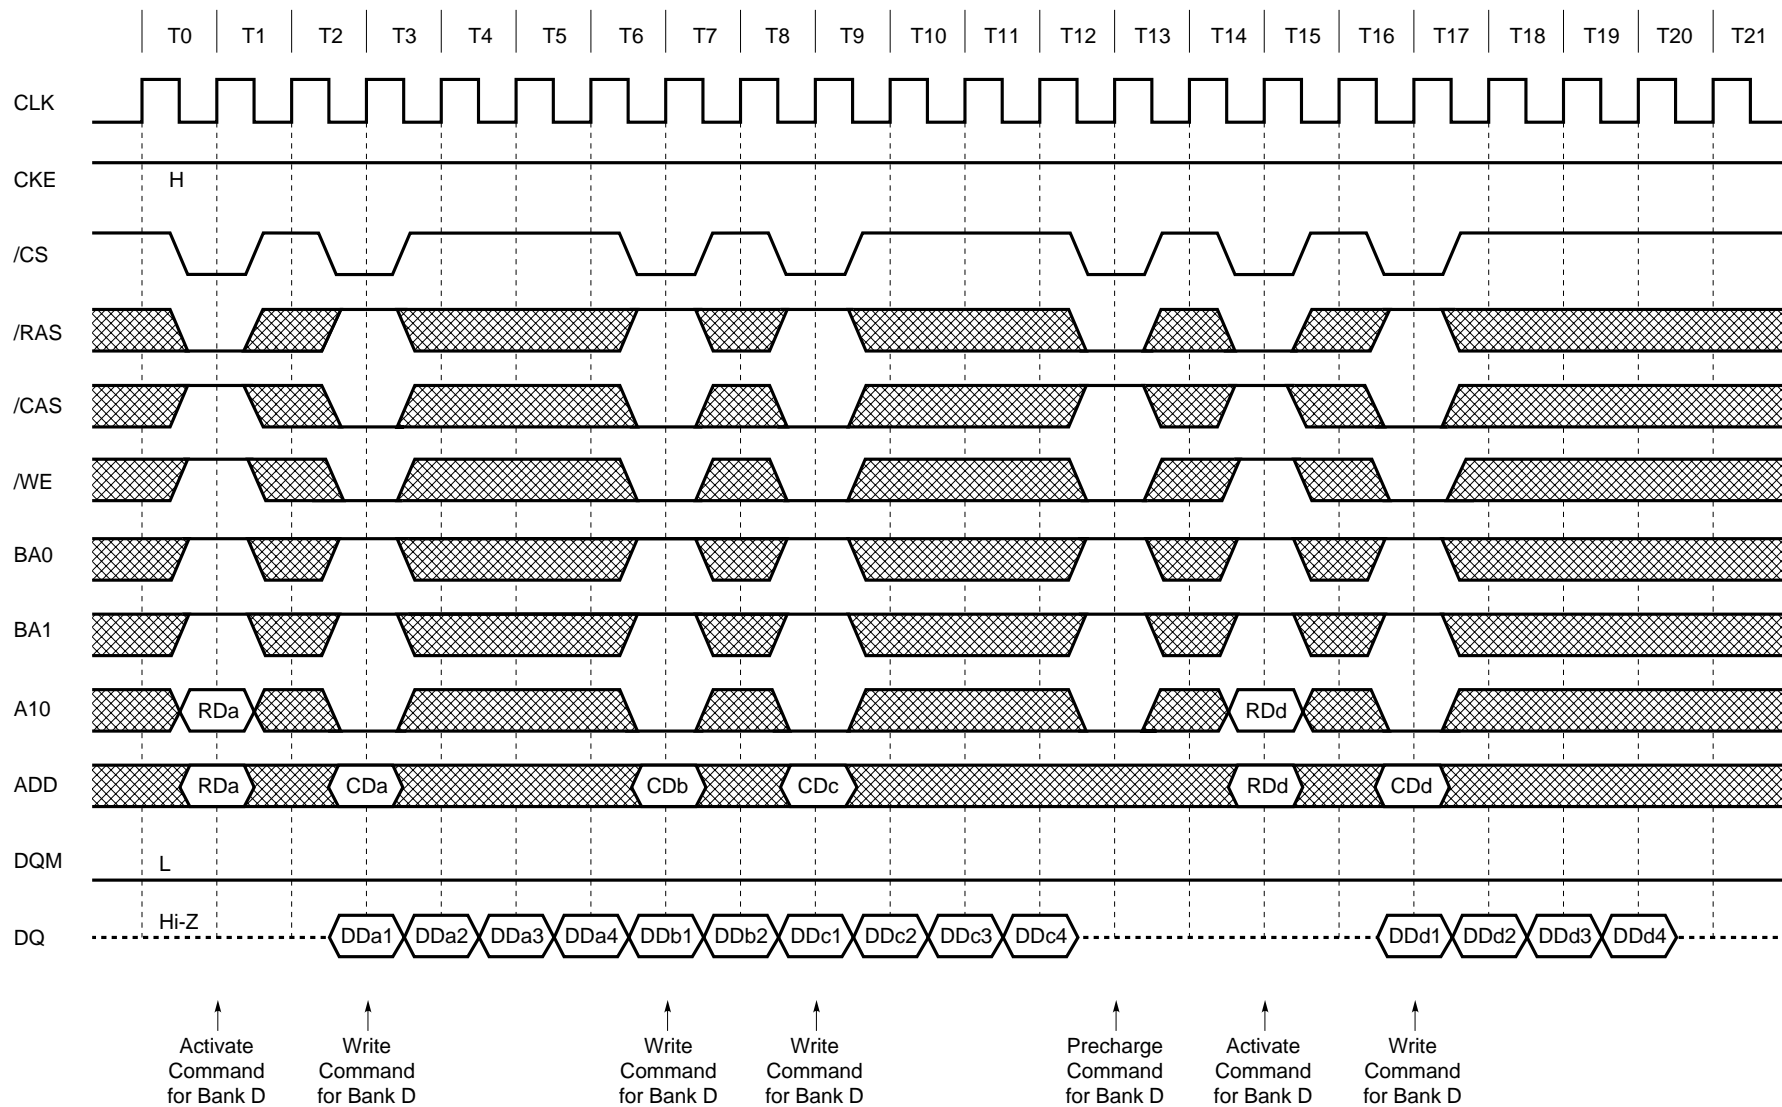 T0 T1 T2 T3 T4 T5 T6 T7 T8 T9 T10 T11 T12 T13 T14 T15 T16 T17 T18 T19 T20 T21
CLK
CKE H
/CS
/RAS
/CAS
/WE
BA0
BA1
A10 RDa RDd
ADD RDa CDa CDb CDc RDd CDd
DQM L
DQ Hi-Z DDa1 DDa2 DDa3 DDa4 DDb1 DDb2 DDc1 DDc2 DDc3 DDc4 DDd1 DDd2 DDd3 DDd4
Activate
Command
for Bank D
Write
Command
for Bank D
Write
Command
for Bank D
Write
Command
for Bank D
Precharge
Command
for Bank D
Activate
Command
for Bank D
Write
Command
for Bank D